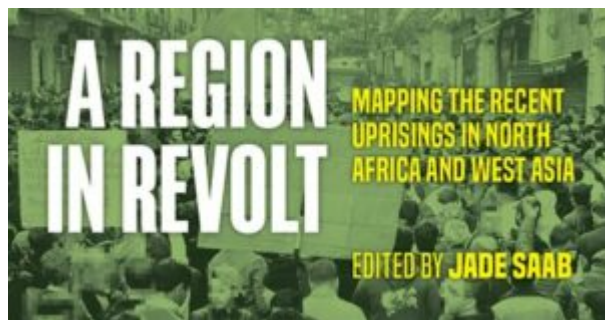 A REGION
IN REVOLT
MAPPING THE RECENT
UPRISINGS IN NORTH
AFRICA AND WEST ASIA
EDITED BY JADE SAAB